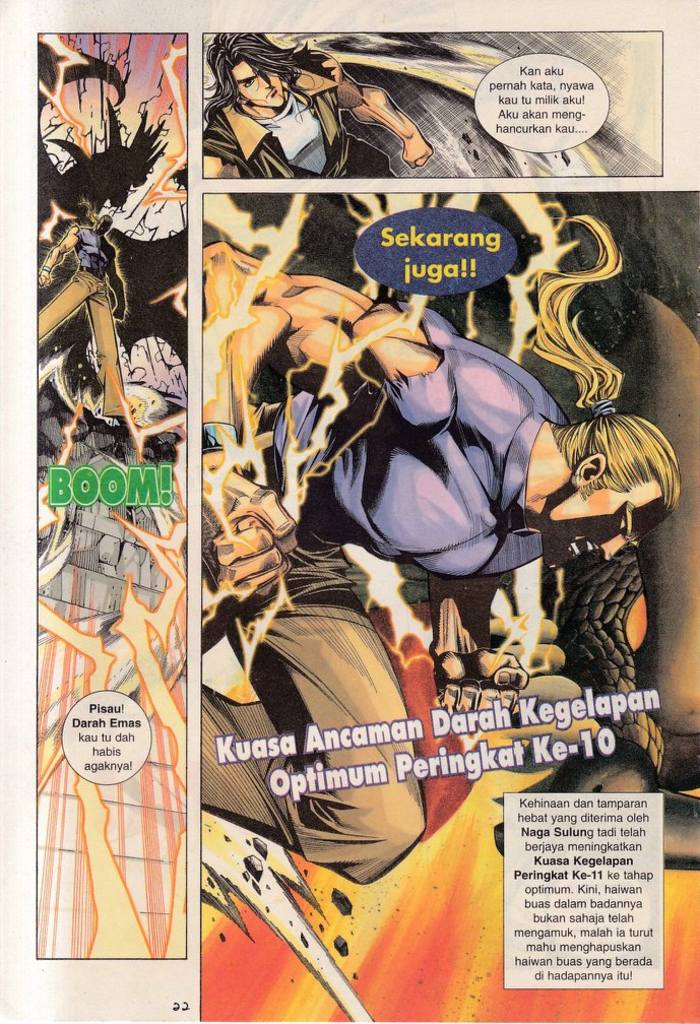 BOOM!
Pisau!
Darah Emas
kau tu dah
habis
agaknya!
Kan aku
pernah kata, nyawa
kau tu milik aku!
Aku akan meng-
hancurkan kau....
Sekarang
juga!!
Kuasa Ancaman Darah Kegelapan
Optimum Peringkat Ke-10
Kehinaan dan tamparan
hebat yang diterima oleh
Naga Sulung tadi telah
berjaya meningkatkan
Kuasa Kegelapan
Peringkat Ke-11 ke tahap
optimum. Kini, haiwan
buas dalam badannya
bukan sahaja telah
mengamuk, malah ia turut
mahu menghapuskan
haiwan buas yang berada
di hadapannya itu!
22